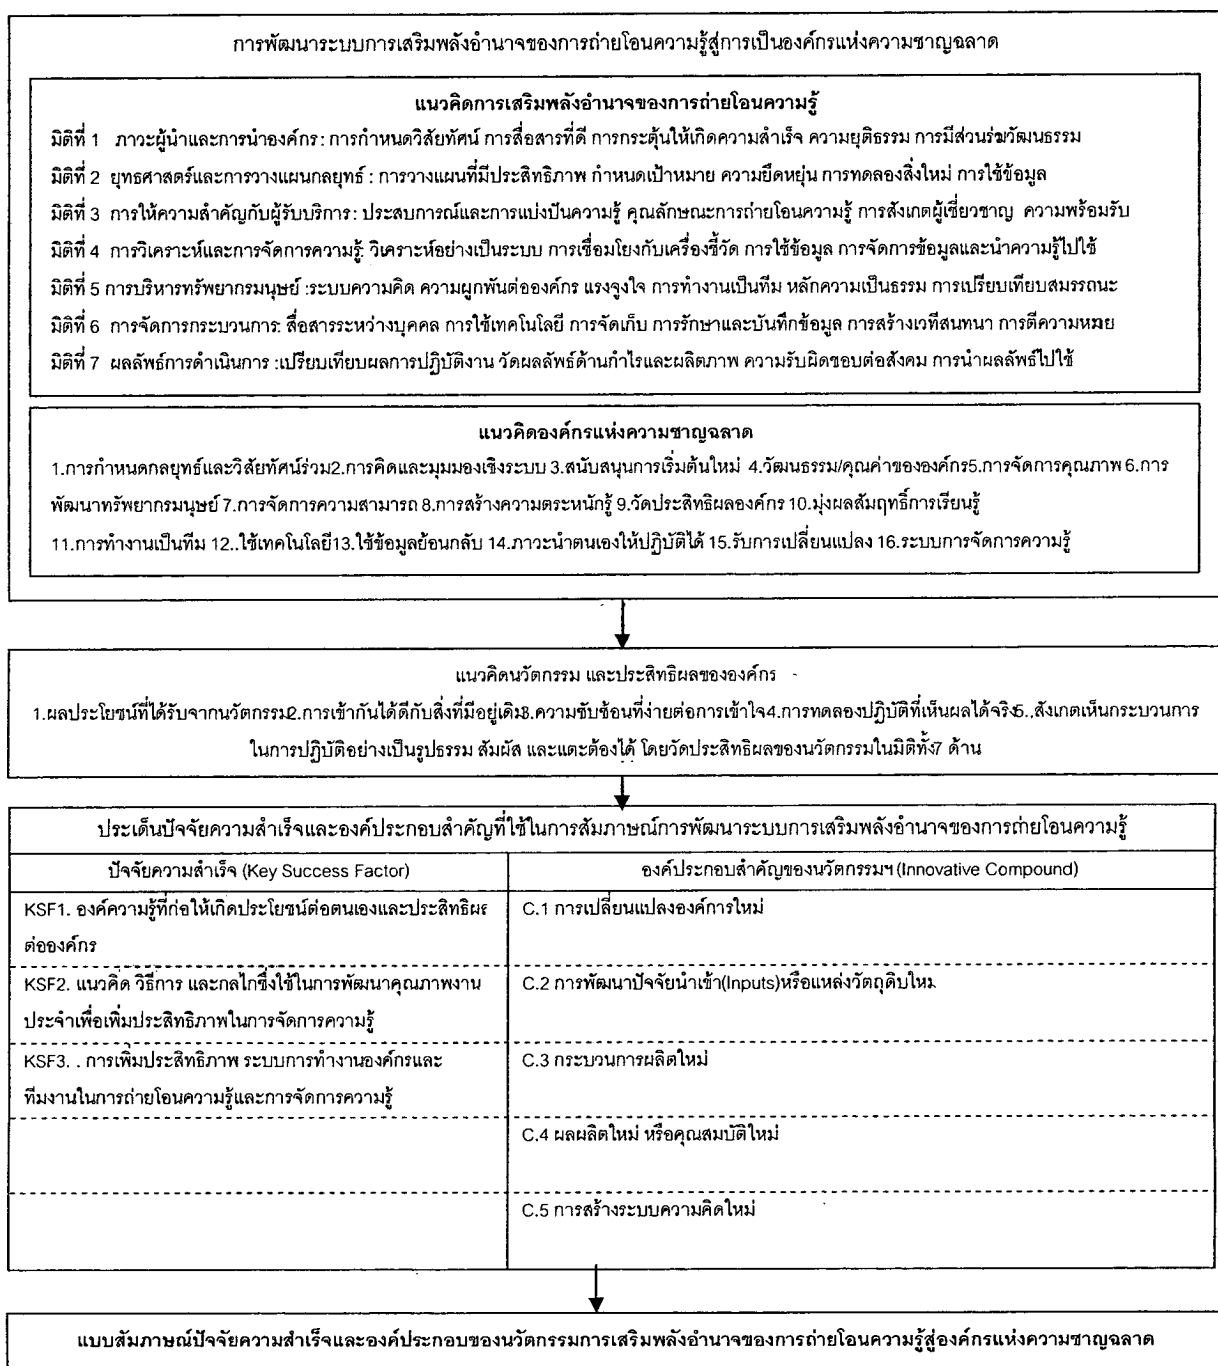 การพัฒนาระบบการเสริมพลังอำนาจของการถ่ายโอนความรู้สู่การเป็นองค์กรแห่งความชาญฉลาด
แนวคิดการเสริมพลังอำนาจของการถ่ายโอนความรู้
มิติที่ 1 ภาวะผู้นำและการนำองค์กร: การกำหนดวิสัยทัศน์ การสื่อสารที่ดี การกระตุ้นให้เกิดความสำเร็จ ความยุติธรรม การมีส่วนร่วมวัฒนธรรม
มิติที่ 2 ยุทธศาสตร์และการวางแผนกลยุทธ์ : การวางแผนที่มีประสิทธิภาพ กำหนดเป้าหมาย ความยืดหยุ่น การทดลองสิ่งใหม่ การใช้ข้อมูล
มิติที่ 3 การให้ความสำคัญกับผู้รับบริการ: ประสบการณ์และการแบ่งปันความรู้ คุณลักษณะการถ่ายโอนความรู้ การสังเกตผู้เชี่ยวชาญ ความพร้อมรับ
มิติที่ 4 การวิเคราะห์และการจัดการความรู้: วิเคราะห์อย่างเป็นระบบ การเชื่อมโยงกับเครื่องชี้วัด การใช้ข้อมูล การจัดการข้อมูลและนำความรู้ไปใช้
มิติที่ 5 การบริหารทรัพยากรมนุษย์ :ระบบความคิด ความผูกพันต่อองค์กร แรงจูงใจ การทำงานเป็นทีม หลักความเป็นธรรม การเปรียบเทียบสมรรถนะ
มิติที่ 6 การจัดการกระบวนการ: สื่อสารระหว่างบุคคล การใช้เทคโนโลยี การจัดเก็บ การรักษาและบันทึกข้อมูล การสร้างเวทีสนทนา การตีความหมาย
มิติที่ 7 ผลลัพธ์การดำเนินการ :เปรียบเทียบผลการปฏิบัติงาน วัดผลลัพธ์ด้านกำไรและผลิตภาพ ความรับผิดชอบต่อสังคม การนำผลลัพธ์ไปใช้
แนวคิดองค์กรแห่งความชาญฉลาด
1.การกำหนดกลยุทธ์และวิสัยทัศน์ร่วม2.การคิดและมุมมองเชิงระบบ 3.สนับสนุนการเริ่มต้นใหม่ 4.วัฒนธรรม/คุณค่าขององค์กร5.การจัดการคุณภาพ 6.การ
พัฒนาทรัพยากรมนุษย์ 7.การจัดการความสามารถ 8.การสร้างความตระหนักรู้ 9.วัดประสิทธิผลองค์กร 10.มุ่งผลสัมฤทธิ์การเรียนรู้
11.การทำงานเป็นทีม 12..ใช้เทคโนโลยี13.ใช้ข้อมูลย้อนกลับ 14.ภาวะนำตนเองให้ปฏิบัติได้ 15.รับการเปลี่ยนแปลง 16.ระบบการจัดการความรู้
แนวคิดนวัตกรรม และประสิทธิผลขององค์กร
1.ผลประโยชน์ที่ได้รับจากนวัตกรรม2.การเข้ากันได้ดีกับสิ่งที่มีอยู่เดิม3.ความซับซ้อนที่ง่ายต่อการเข้าใจ4.การทดลองปฏิบัติที่เห็นผลได้จริง5..สังเกตเห็นกระบวนการ
ในการปฏิบัติอย่างเป็นรูปธรรม สัมผัส และแตะต้องได้ โดยวัดประสิทธิผลของนวัตกรรมในมิติทั้ง7 ด้าน
ประเด็นปัจจัยความสำเร็จและองค์ประกอบสำคัญที่ใช้ในการสัมภาษณ์การพัฒนาระบบการเสริมพลังอำนาจของการถ่ายโอนความรู้
ปัจจัยความสำเร็จ (Key Success Factor)
องค์ประกอบสำคัญของนวัตกรรมฯ (Innovative Compound)
KSF1. องค์ความรู้ที่ก่อให้เกิดประโยชน์ต่อตนเองและประสิทธิผล
ต่อองค์กร
C.1 การเปลี่ยนแปลงองค์การใหม่
KSF2. แนวคิด วิธีการ และกลไกซึ่งใช้ในการพัฒนาคุณภาพงาน
ประจำเพื่อเพิ่มประสิทธิภาพในการจัดการความรู้
C.2 การพัฒนาปัจจัยนำเข้า(Inputs)หรือแหล่งวัตถุดิบใหม่
KSF3. . การเพิ่มประสิทธิภาพ ระบบการทำงานองค์กรและ
ทีมงานในการถ่ายโอนความรู้และการจัดการความรู้
C.3 กระบวนการผลิตใหม่
C.4 ผลผลิตใหม่ หรือคุณสมบัติใหม่
C.5 การสร้างระบบความคิดใหม่
แบบสัมภาษณ์ปัจจัยความสำเร็จและองค์ประกอบของนวัตกรรมการเสริมพลังอำนาจของการถ่ายโอนความรู้สู่องค์กรแห่งความชาญฉลาด